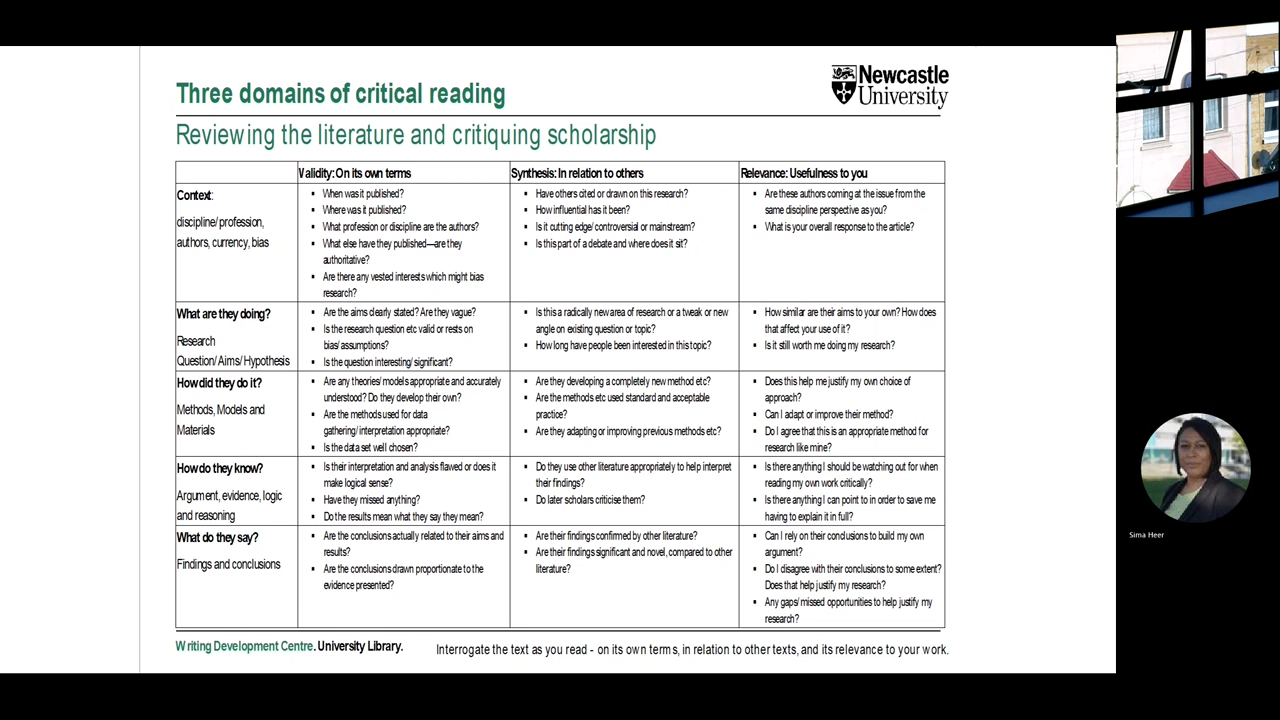 Three domains of critical reading
Newcastle
University
Reviewing the literature and critiquing scholarship
Validity: On its own terms
Synthesis: In relation to others
Relevance: Usefulness to you
Context:
discipline/ profession,
authors, currency, bias
▪ When was it published?
▪ Where was it published?
▪ What profession or discipline are the authors?
▪ What else have they published—are they
authoritative?
▪ Are there any vested interests which might bias
research?
▪ Have others cited or drawn on this research?
▪ How influential has it been?
▪ Is it cutting edge/ controversial or mainstream?
▪ Is this part of a debate and where does it sit?
▪ Are these authors coming at the issue from the
same discipline perspective as you?
▪ What is your overall response to the article?
What are they doing?
Research
Question/ Aims/ Hypothesis
▪ Are the aims clearly stated? Are they vague?
▪ Is the research question etc valid or rests on
bias/ assumptions?
▪ Is the question interesting/ significant?
▪ Is this a radically new area of research or a tweak or new
angle on existing question or topic?
▪ How long have people been interested in this topic?
▪ How similar are their aims to your own? How does
that affect your use of it?
▪ Is it still worth me doing my research?
How did they do it?
Methods, Models and
Materials
▪ Are any theories/ models appropriate and accurately
understood? Do they develop their own?
▪ Are the methods used for data
gathering/ interpretation appropriate?
▪ Is the data set well chosen?
▪ Are they developing a completely new method etc?
▪ Are the methods etc used standard and acceptable
practice?
▪ Are they adapting or improving previous methods etc?
▪ Does this help me justify my own choice of
approach?
▪ Can I adapt or improve their method?
▪ Do I agree that this is an appropriate method for
research like mine?
How do they know?
Argument, evidence, logic
and reasoning
▪ Is their interpretation and analysis flawed or does it
make logical sense?
▪ Have they missed anything?
▪ Do the results mean what they say they mean?
▪ Do they use other literature appropriately to help interpret
their findings?
▪ Do later scholars criticise them?
▪ Is there anything I should be watching out for when
reading my own work critically?
▪ Is there anything I can point to in order to save me
having to explain it in full?
What do they say?
Findings and conclusions
▪ Are the conclusions actually related to their aims and
results?
▪ Are the conclusions drawn proportionate to the
evidence presented?
▪ Are their findings confirmed by other literature?
▪ Are their findings significant and novel, compared to other
literature?
▪ Can I rely on their conclusions to build my own
argument?
▪ Do I disagree with their conclusions to some extent?
Does that help justify my research?
▪ Any gaps/ missed opportunities to help justify my
research?
Writing Development Centre. University Library.
Interrogate the text as you read - on its own terms, in relation to other texts, and its relevance to your work.
Sima Heer